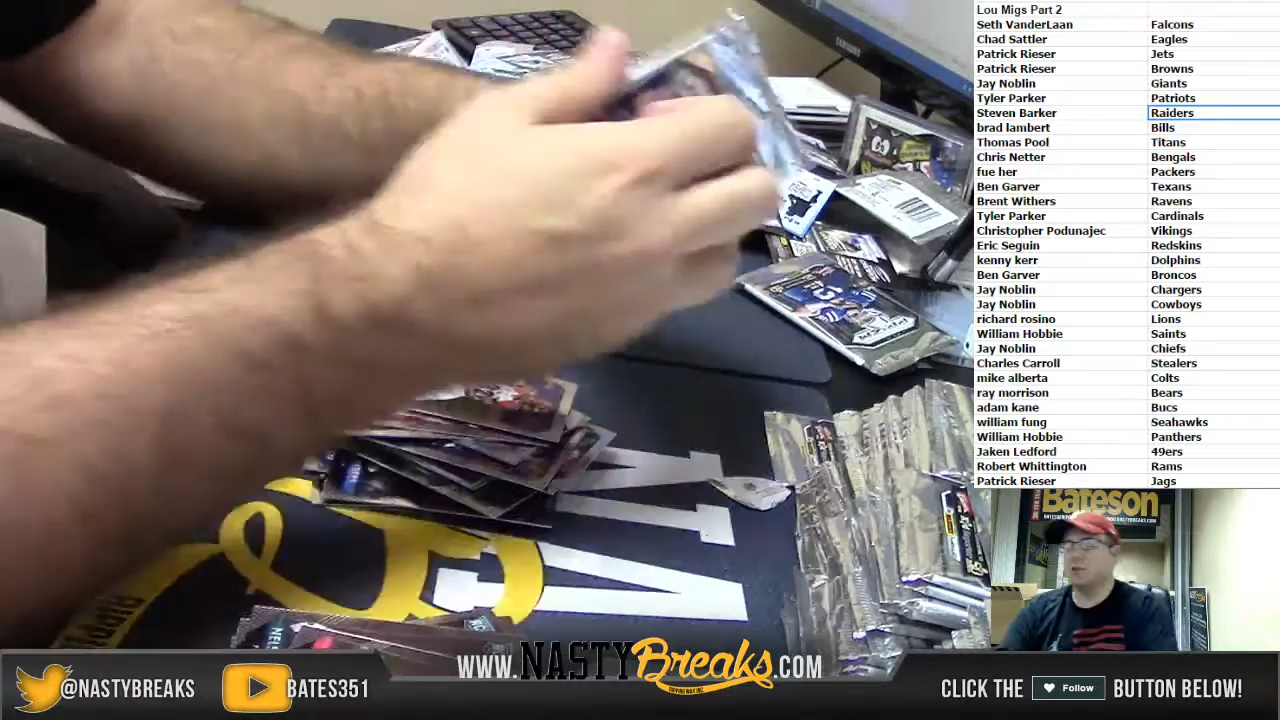 Lou Migs Part 2
Seth VanderLaan Falcons
Chad Sattler Eagles
Patrick Rieser Jets
Patrick Rieser Browns
Jay Noblin Giants
Tyler Parker Patriots
Steven Barker Raiders
brad lambert Bills
Thomas Pool Titans
Chris Netter Bengals
fue her Packers
Ben Garver Texans
Brent Withers Ravens
Tyler Parker Cardinals
Christopher Podunajec Vikings
Eric Seguin Redskins
kenny kerr Dolphins
Ben Garver Broncos
Jay Noblin Chargers
Jay Noblin Cowboys
richard rosino Lions
William Hobbie Saints
Jay Noblin Chiefs
Charles Carroll Stealers
mike alberta Colts
ray morrison Bears
adam kane Bucs
william fung Seahawks
William Hobbie Panthers
Jaken Ledford 49ers
Robert Whittington Rams
Patrick Rieser Jags
SAMSUNG
Bateson
@NASTYBREAKS
BATES351
WWW.NASTYBreaks.COM
RIPPING WAX INC
CLICK THE Follow BUTTON BELOW!